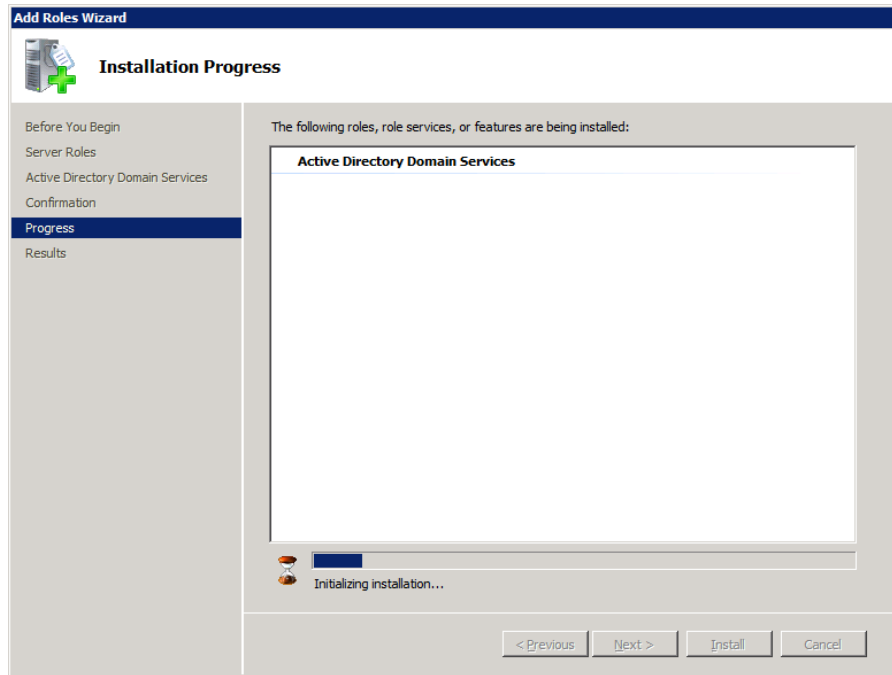 Add Roles Wizard
Installation Progress
Before You Begin
Server Roles
Active Directory Domain Services
Confirmation
Progress
Results
The following roles, role services, or features are being installed:
Active Directory Domain Services
Initializing installation...
< Previous
Next >
Install
Cancel